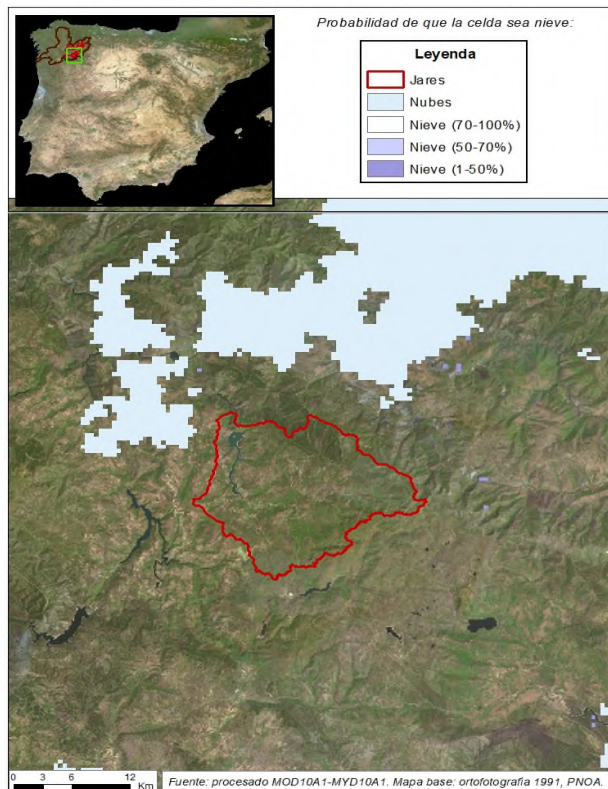 Probabilidad de que la celda sea nieve:
Leyenda
Jares
Nubes
Nieve (70-100%)
Nieve (50-70%)
Nieve (1-50%)
0 3 6 12
Km
Fuente: procesado MOD10A1-MYD10A1. Mapa base: ortofotografía 1991, PNOA.